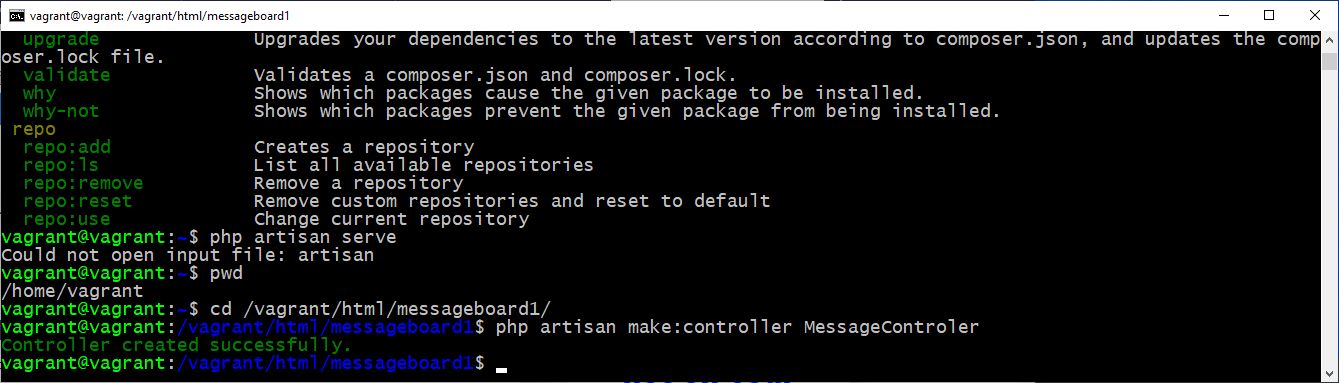 vagrant@vagrant: /vagrant/html/messageboard1
upgrade Upgrades your dependencies to the latest version according to composer.json, and updates the comp
oser.lock file.
validate Validates a composer.json and composer.lock.
why Shows which packages cause the given package to be installed.
why-not Shows which packages prevent the given package from being installed.
repo
repo:add Creates a repository
repo:ls List all available repositories
repo:remove Remove a repository
repo:reset Remove custom repositories and reset to default
repo:use Change current repository
vagrant@vagrant:~$ php artisan serve
Could not open input file: artisan
vagrant@vagrant:~$ pwd
/home/vagrant
vagrant@vagrant:~$ cd /vagrant/html/messageboard1/
vagrant@vagrant:/vagrant/html/messageboard1$ php artisan make:controller MessageControler
Controller created successfully.
vagrant@vagrant:/vagrant/html/messageboard1$